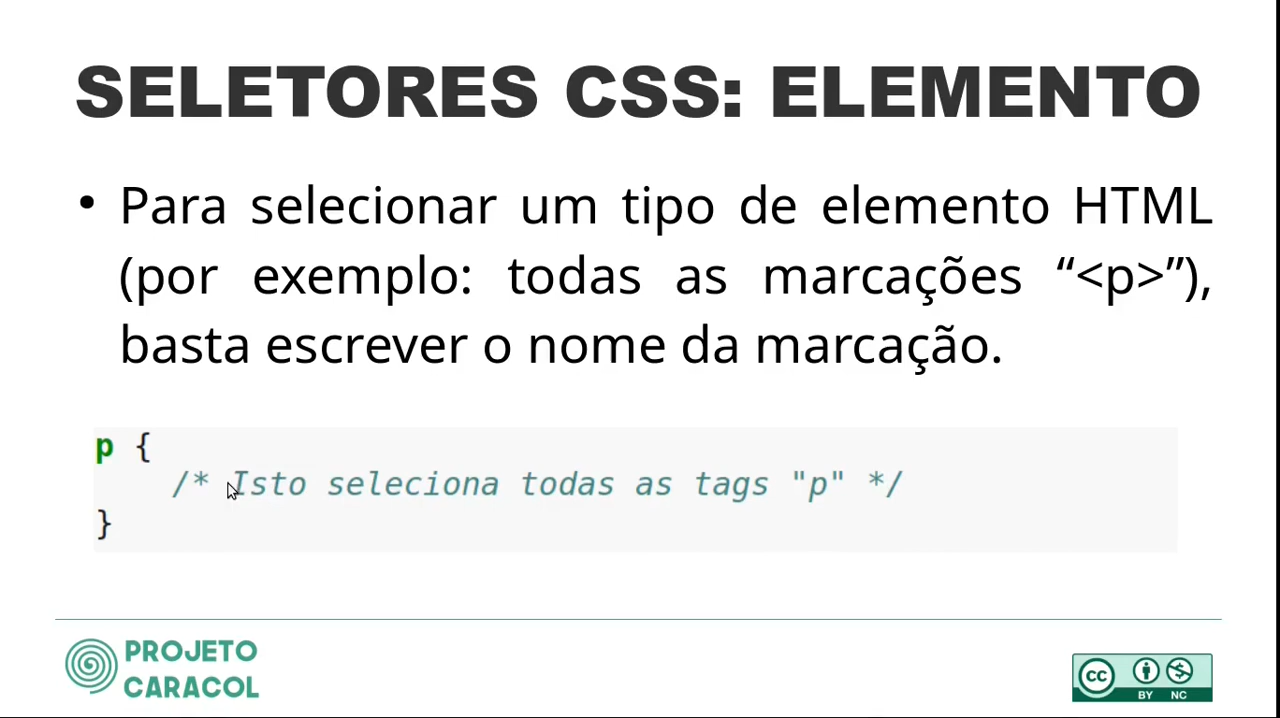 SELETORES CSS: ELEMENTO
• Para selecionar um tipo de elemento HTML
(por exemplo: todas as marcações “<p>”),
basta escrever o nome da marcação.
p {
    /* Isto seleciona todas as tags "p" */
}
PROJETO
CARACOL
cc
BY NC